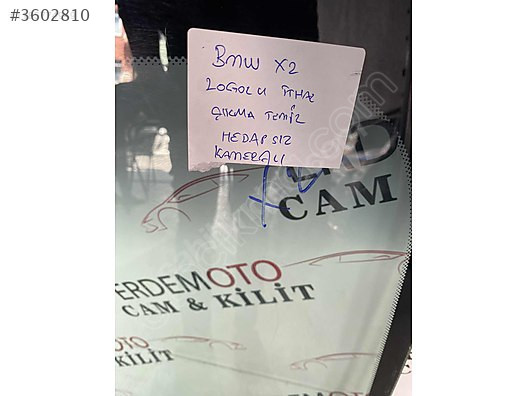 #3602810
BMW X2
LOGOLU İTHAL
ÇIKMA TEMİZ
HEDAPSIZ
KAMERALI
CAM
ERDEMOTO
CAM & KİLİT
OTO
KİLİT